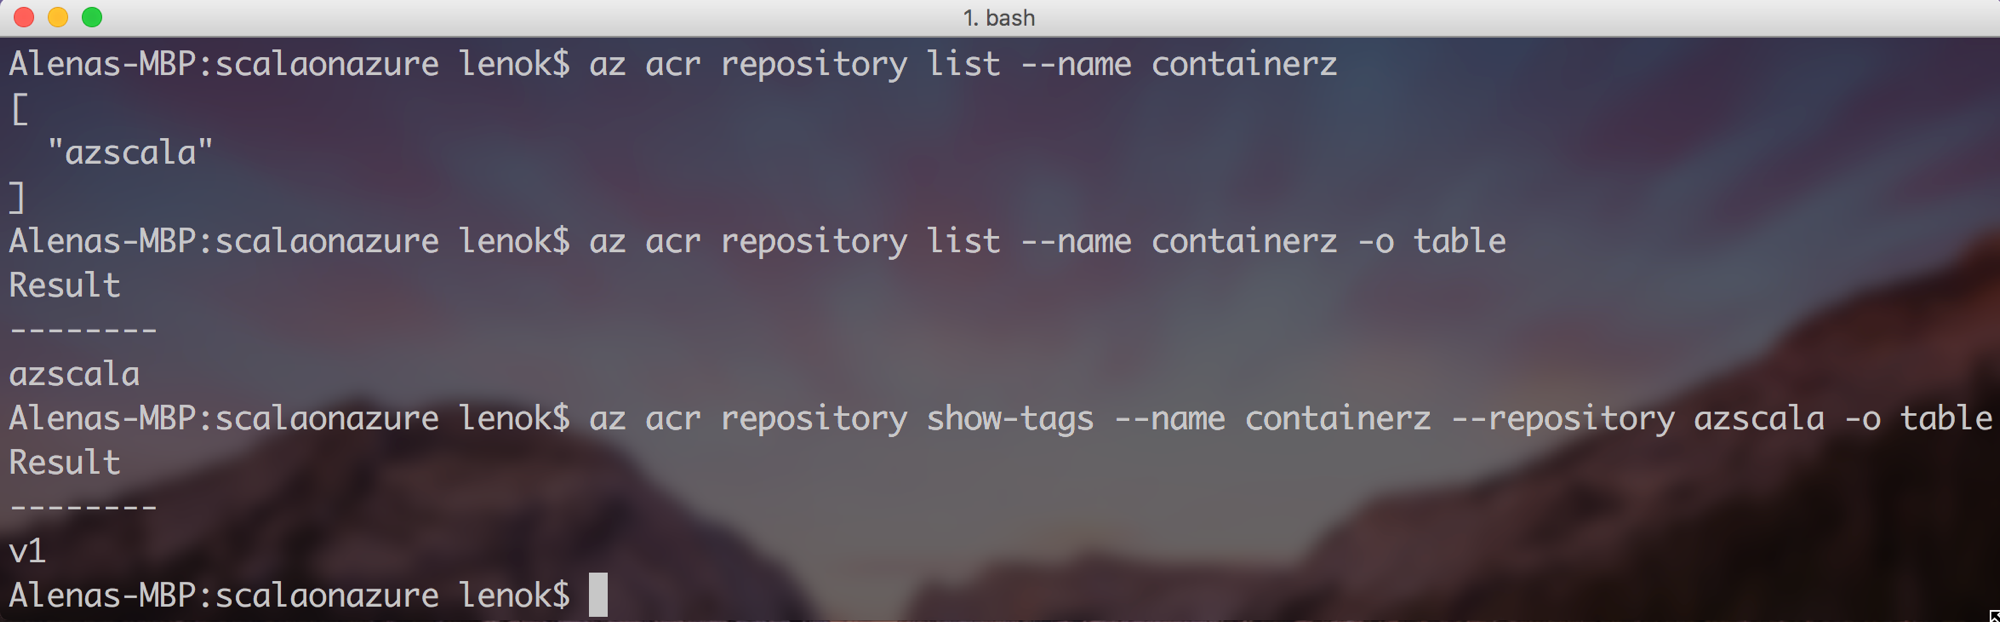 1. bash
Alenas-MBP:scalaonazure lenok$ az acr repository list --name containerz
[
  "azscala"
]
Alenas-MBP:scalaonazure lenok$ az acr repository list --name containerz -o table
Result
--------
azscala
Alenas-MBP:scalaonazure lenok$ az acr repository show-tags --name containerz --repository azscala -o table
Result
--------
v1
Alenas-MBP:scalaonazure lenok$